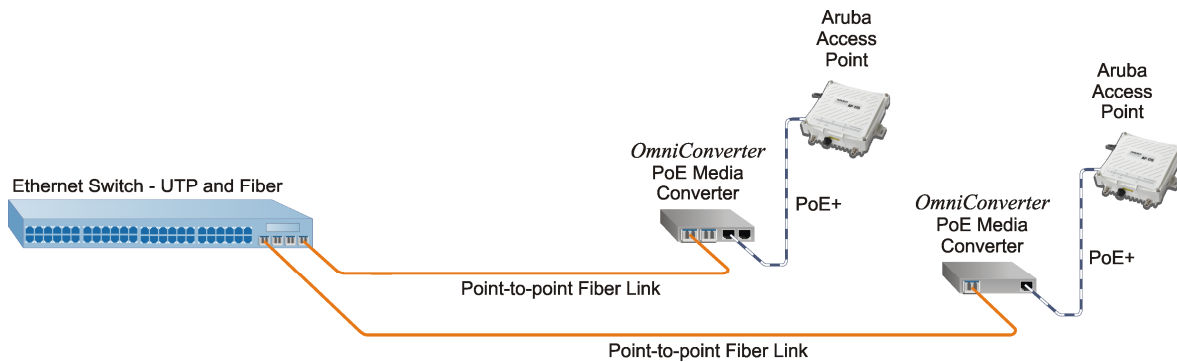 Aruba
Access
Point
Aruba
Access
Point
OmniConverter
PoE Media
Converter
Ethernet Switch - UTP and Fiber
PoE+
OmniConverter
PoE Media
Converter
PoE+
Point-to-point Fiber Link
Point-to-point Fiber Link